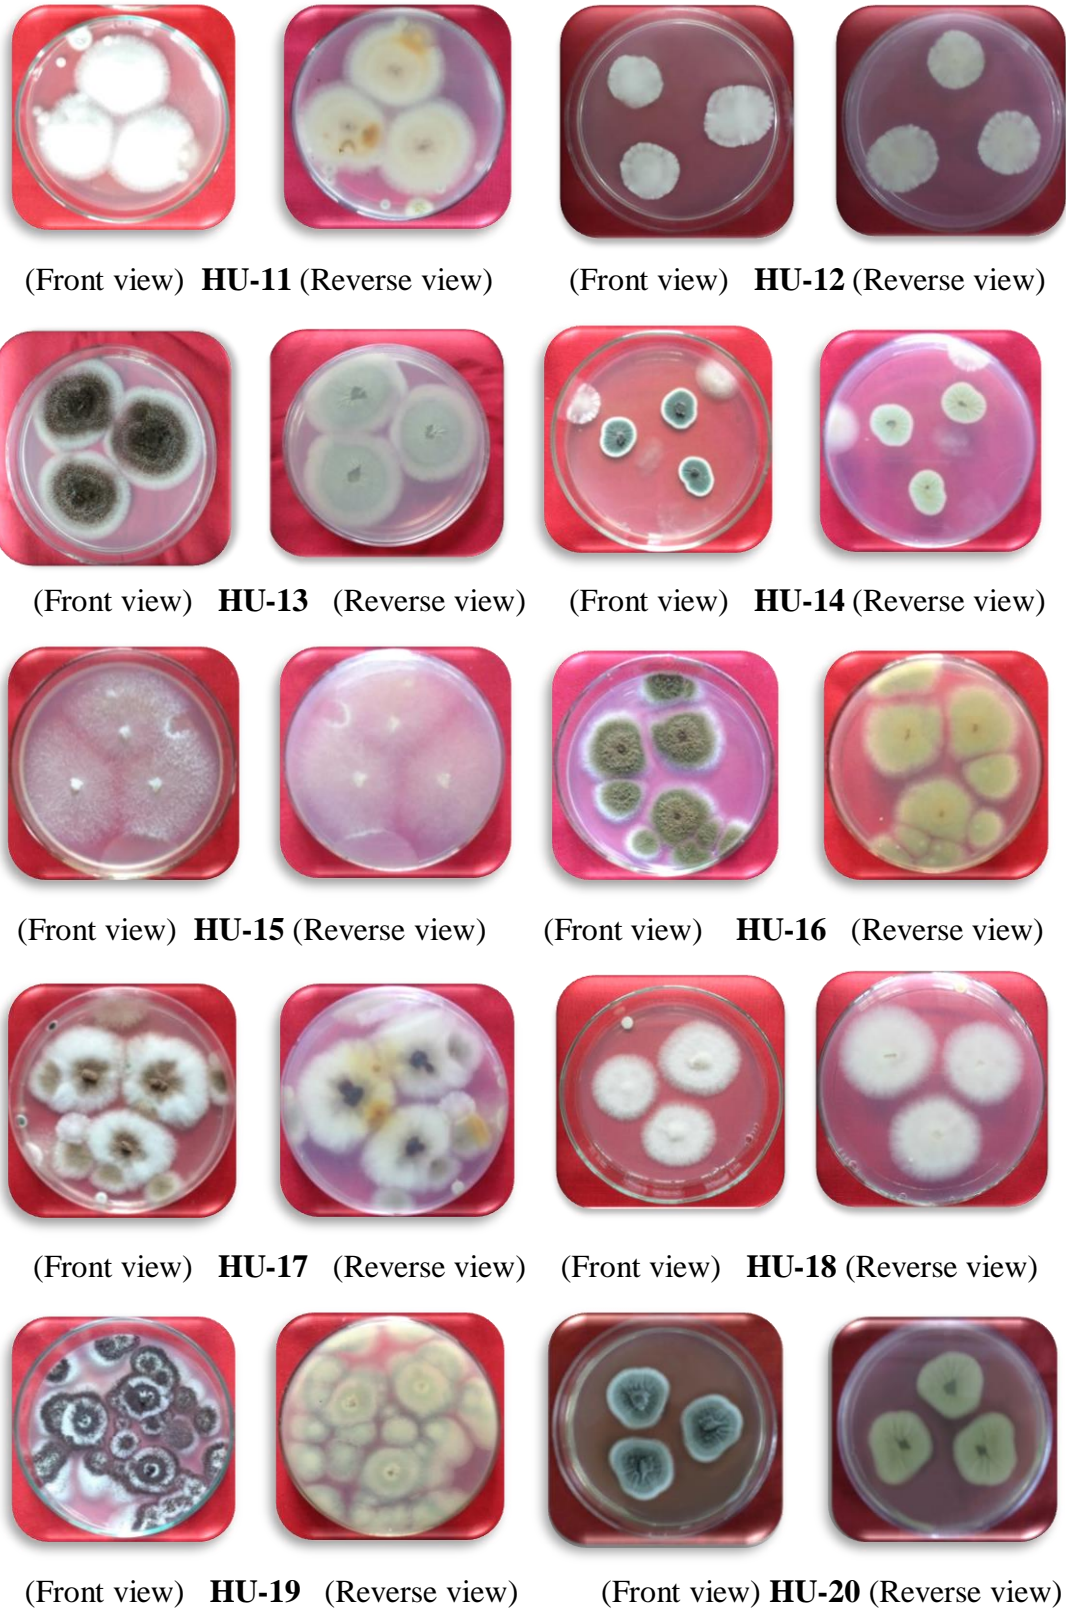 (Front view) HU-11 (Reverse view) (Front view) HU-12 (Reverse view)
(Front view) HU-13 (Reverse view) (Front view) HU-14 (Reverse view)
(Front view) HU-15 (Reverse view) (Front view) HU-16 (Reverse view)
(Front view) HU-17 (Reverse view) (Front view) HU-18 (Reverse view)
(Front view) HU-19 (Reverse view) (Front view) HU-20 (Reverse view)